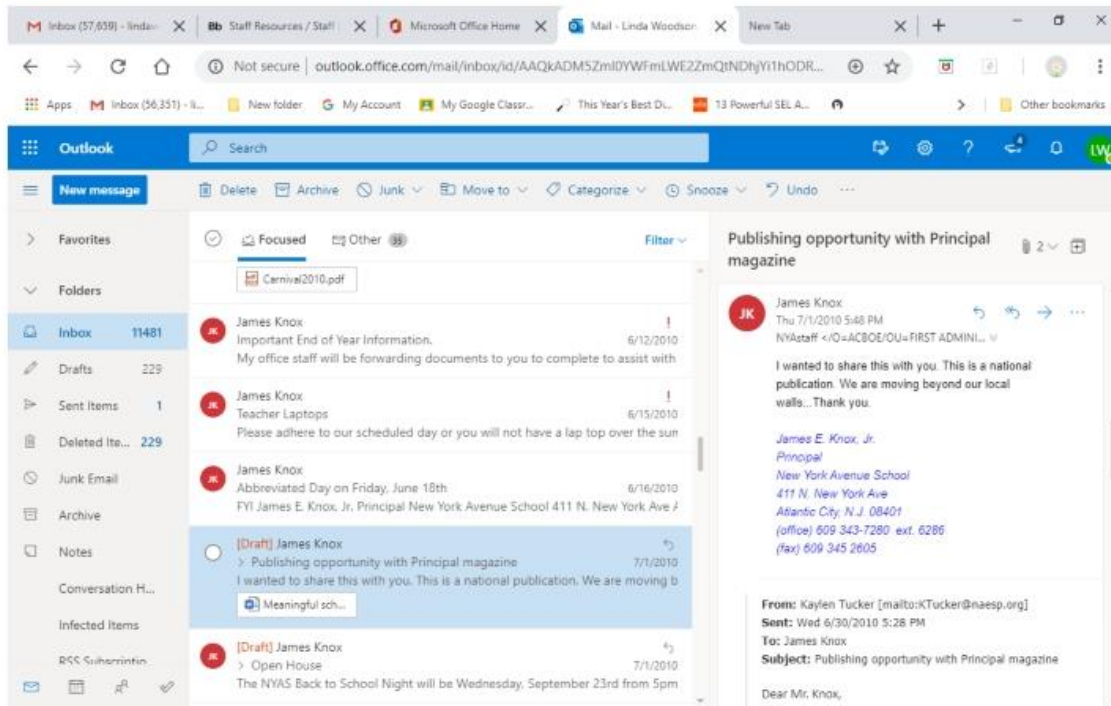 Inbox (57,659) - linda
Bb Staff Resources / Staff
Microsoft Office Home
Mail - Linda Woodson
New Tab
Not secure | outlook.office.com/mail/inbox/id/
Apps
Inbox (56,351) - li...
New folder
My Account
My Google Classr...
This Year's Best Di...
13 Powerful SEL A...
Other bookmarks
Outlook
Search
4
LW
New message
Delete
Archive
Junk
Move to
Categorize
Snooze
Undo
Favorites
Folders
Inbox 11481
Drafts 229
Sent Items 1
Deleted Ite... 229
Junk Email
Archive
Notes
Conversation H...
Infected Items
RSS Subscriptio
Focused
Other 35
Filter
Carnival2010.pdf
JK
James Knox
Important End of Year Information. 6/12/2010
My office staff will be forwarding documents to you to complete to assist with
JK
James Knox
Teacher Laptops 6/15/2010
Please adhere to our scheduled day or you will not have a lap top over the sun
JK
James Knox
Abbreviated Day on Friday, June 18th 6/16/2010
FYI James E. Knox, Jr. Principal New York Avenue School 411 N. New York Ave /
[Draft] James Knox
> Publishing opportunity with Principal magazine 7/1/2010
I wanted to share this with you. This is a national publication. We are moving b
Meaningful sch...
JK
[Draft] James Knox
> Open House 7/1/2010
The NYAS Back to School Night will be Wednesday, September 23rd from 5pm
Publishing opportunity with Principal
magazine
2
JK
James Knox
Thu 7/1/2010 5:48 PM
NYAstaff </O=ACBOE/OU=FIRST ADMINI...
I wanted to share this with you. This is a national
publication. We are moving beyond our local
walls...Thank you.
James E. Knox, Jr.
Principal
New York Avenue School
411 N. New York Ave
Atlantic City, N.J. 08401
(office) 609 343-7280 ext. 6286
(fax) 609 345 2605
From: Kaylen Tucker [mailto:KTucker@naesp.org]
Sent: Wed 6/30/2010 5:28 PM
To: James Knox
Subject: Publishing opportunity with Principal magazine
Dear Mr. Knox,